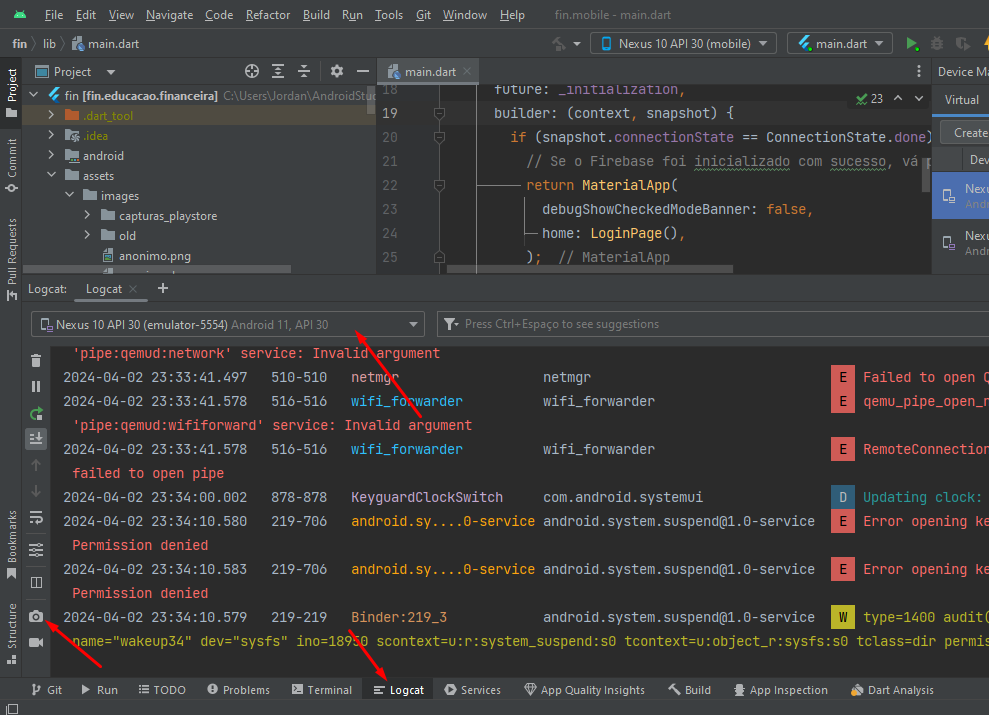 File Edit View Navigate Code Refactor Build Run Tools Git Window Help fin.mobile - main.dart
fin lib main.dart Nexus 10 API 30 (mobile) main.dart
Project main.dart Device Ma
fin [fin.educacao.financeira] C:\Users\Jordan\AndroidStu
.dart_tool
.idea
android
assets
images
capturas_playstore
old
anonimo.png
18 future: _initialization,
19 builder: (context, snapshot) {
20 if (snapshot.connectionState == ConnectionState.done)
21 // Se o Firebase foi inicializado com sucesso, vá p
22 return MaterialApp(
23 debugShowCheckedModeBanner: false,
24 home: LoginPage(),
25 ); // MaterialApp
23
Virtual
Create
Dev
Nexu
Andr
Nexu
Andr
Project
Commit
Pull Requests
Bookmarks
Structure
Logcat: Logcat
Nexus 10 API 30 (emulator-5554) Android 11, API 30 Press Ctrl+Espaço to see suggestions
'pipe:qemud:network' service: Invalid argument
2024-04-02 23:33:41.497 510-510 netmgr netmgr E Failed to open Q
2024-04-02 23:33:41.578 516-516 wifi_forwarder wifi_forwarder E qemu_pipe_open_n
'pipe:qemud:wififorward' service: Invalid argument
2024-04-02 23:33:41.578 516-516 wifi_forwarder wifi_forwarder E RemoteConnection
failed to open pipe
2024-04-02 23:34:00.002 878-878 KeyguardClockSwitch com.android.systemui D Updating clock:
2024-04-02 23:34:10.580 219-706 android.sy....0-service android.system.suspend@1.0-service E Error opening ke
Permission denied
2024-04-02 23:34:10.583 219-706 android.sy....0-service android.system.suspend@1.0-service E Error opening ke
Permission denied
2024-04-02 23:34:10.579 219-219 Binder:219_3 android.system.suspend@1.0-service W type=1400 audit(
name="wakeup34" dev="sysfs" ino=18950 scontext=u:r:system_suspend:s0 tcontext=u:object_r:sysfs:s0 tclass=dir permis
Git Run TODO Problems Terminal Logcat Services App Quality Insights Build App Inspection Dart Analysis